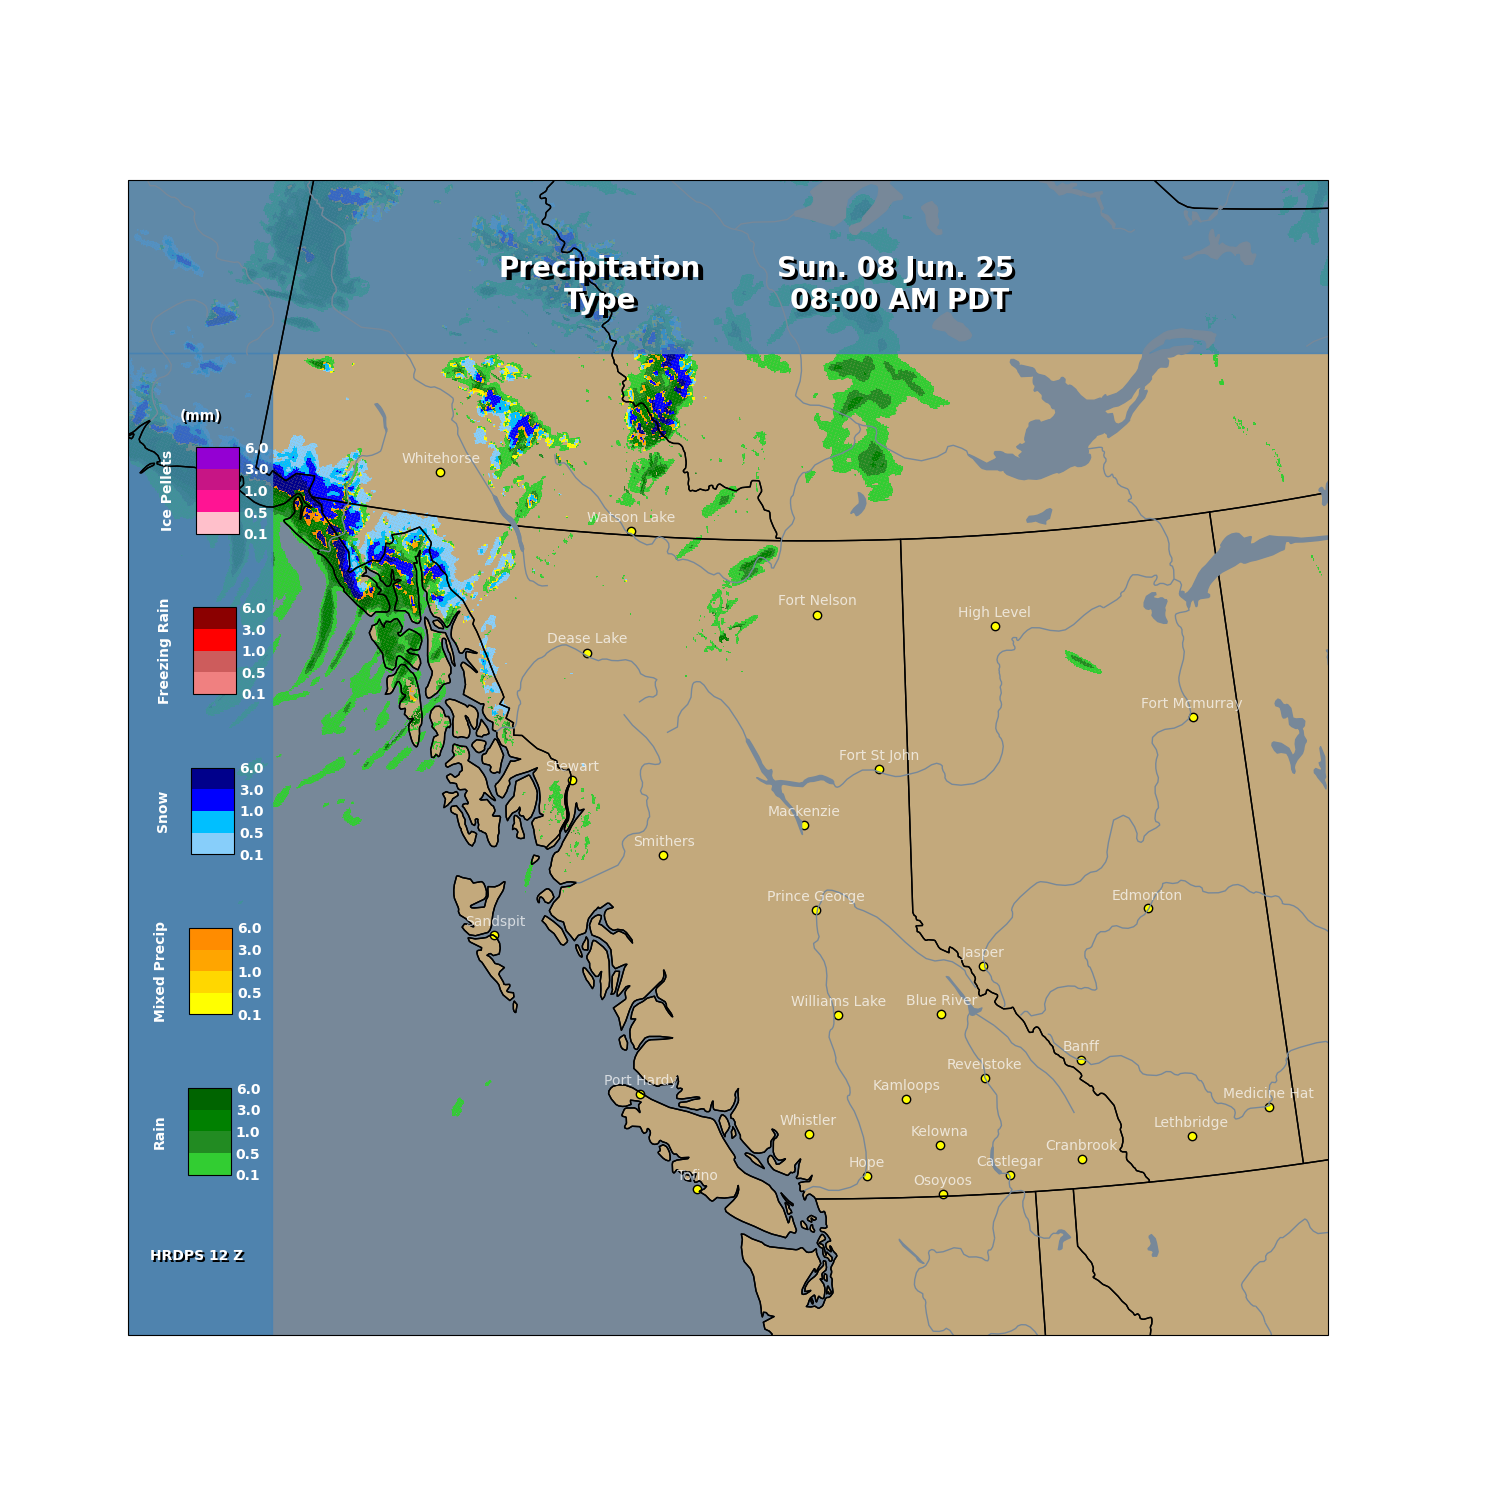 Precipitation
Type
Sun. 08 Jun. 25
08:00 AM PDT
(mm)
Ice Pellets
6.0
3.0
1.0
0.5
0.1
Freezing Rain
6.0
3.0
1.0
0.5
0.1
Snow
6.0
3.0
1.0
0.5
0.1
Mixed Precip
6.0
3.0
1.0
0.5
0.1
Rain
6.0
3.0
1.0
0.5
0.1
HRDPS 12 Z
Whitehorse
Watson Lake
Fort Nelson
High Level
Dease Lake
Fort Mcmurray
Fort St John
Stewart
Mackenzie
Smithers
Prince George
Edmonton
Sandspit
Jasper
Williams Lake
Blue River
Banff
Revelstoke
Port Hardy
Kamloops
Medicine Hat
Whistler
Lethbridge
Kelowna
Cranbrook
Hope
Castlegar
Tofino
Osoyoos